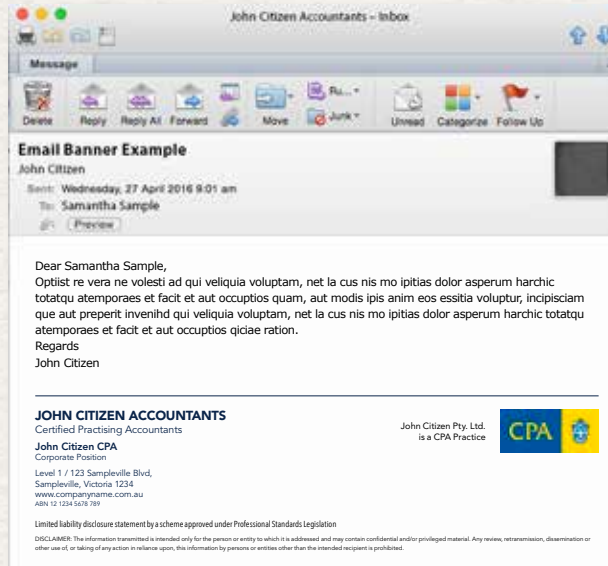 John Citizen Accountants – Inbox
Message
Delete Reply Reply All Forward Move Ru... Junk Unread Categorize Follow Up
Email Banner Example
John Citizen
Sent: Wednesday, 27 April 2016 9:01 am
To: Samantha Sample
Preview
Dear Samantha Sample,
Optiist re vera ne volesti ad qui veliquia voluptam, net la cus nis mo ipitias dolor asperum harchic
totatqu atemporaes et facit et aut occuptios quam, aut modis ipis anim eos essitia voluptur, incipisciam
que aut preperit invenihd qui veliquia voluptam, net la cus nis mo ipitias dolor asperum harchic totatqu
atemporaes et facit et aut occuptios qiciae ration.
Regards
John Citizen
JOHN CITIZEN ACCOUNTANTS
Certified Practising Accountants
John Citizen CPA
Corporate Position
Level 1 / 123 Sampleville Blvd,
Sampleville, Victoria 1234
www.companyname.com.au
ABN 12 1234 5678 789
John Citizen Pty. Ltd.
is a CPA Practice
CPA
Limited liability disclosure statement by a scheme approved under Professional Standards Legislation
DISCLAIMER: The information transmitted is intended only for the person or entity to which it is addressed and may contain confidential and/or privileged material. Any review, retransmission, dissemination or
other use of, or taking of any action in reliance upon, this information by persons or entities other than the intended recipient is prohibited.